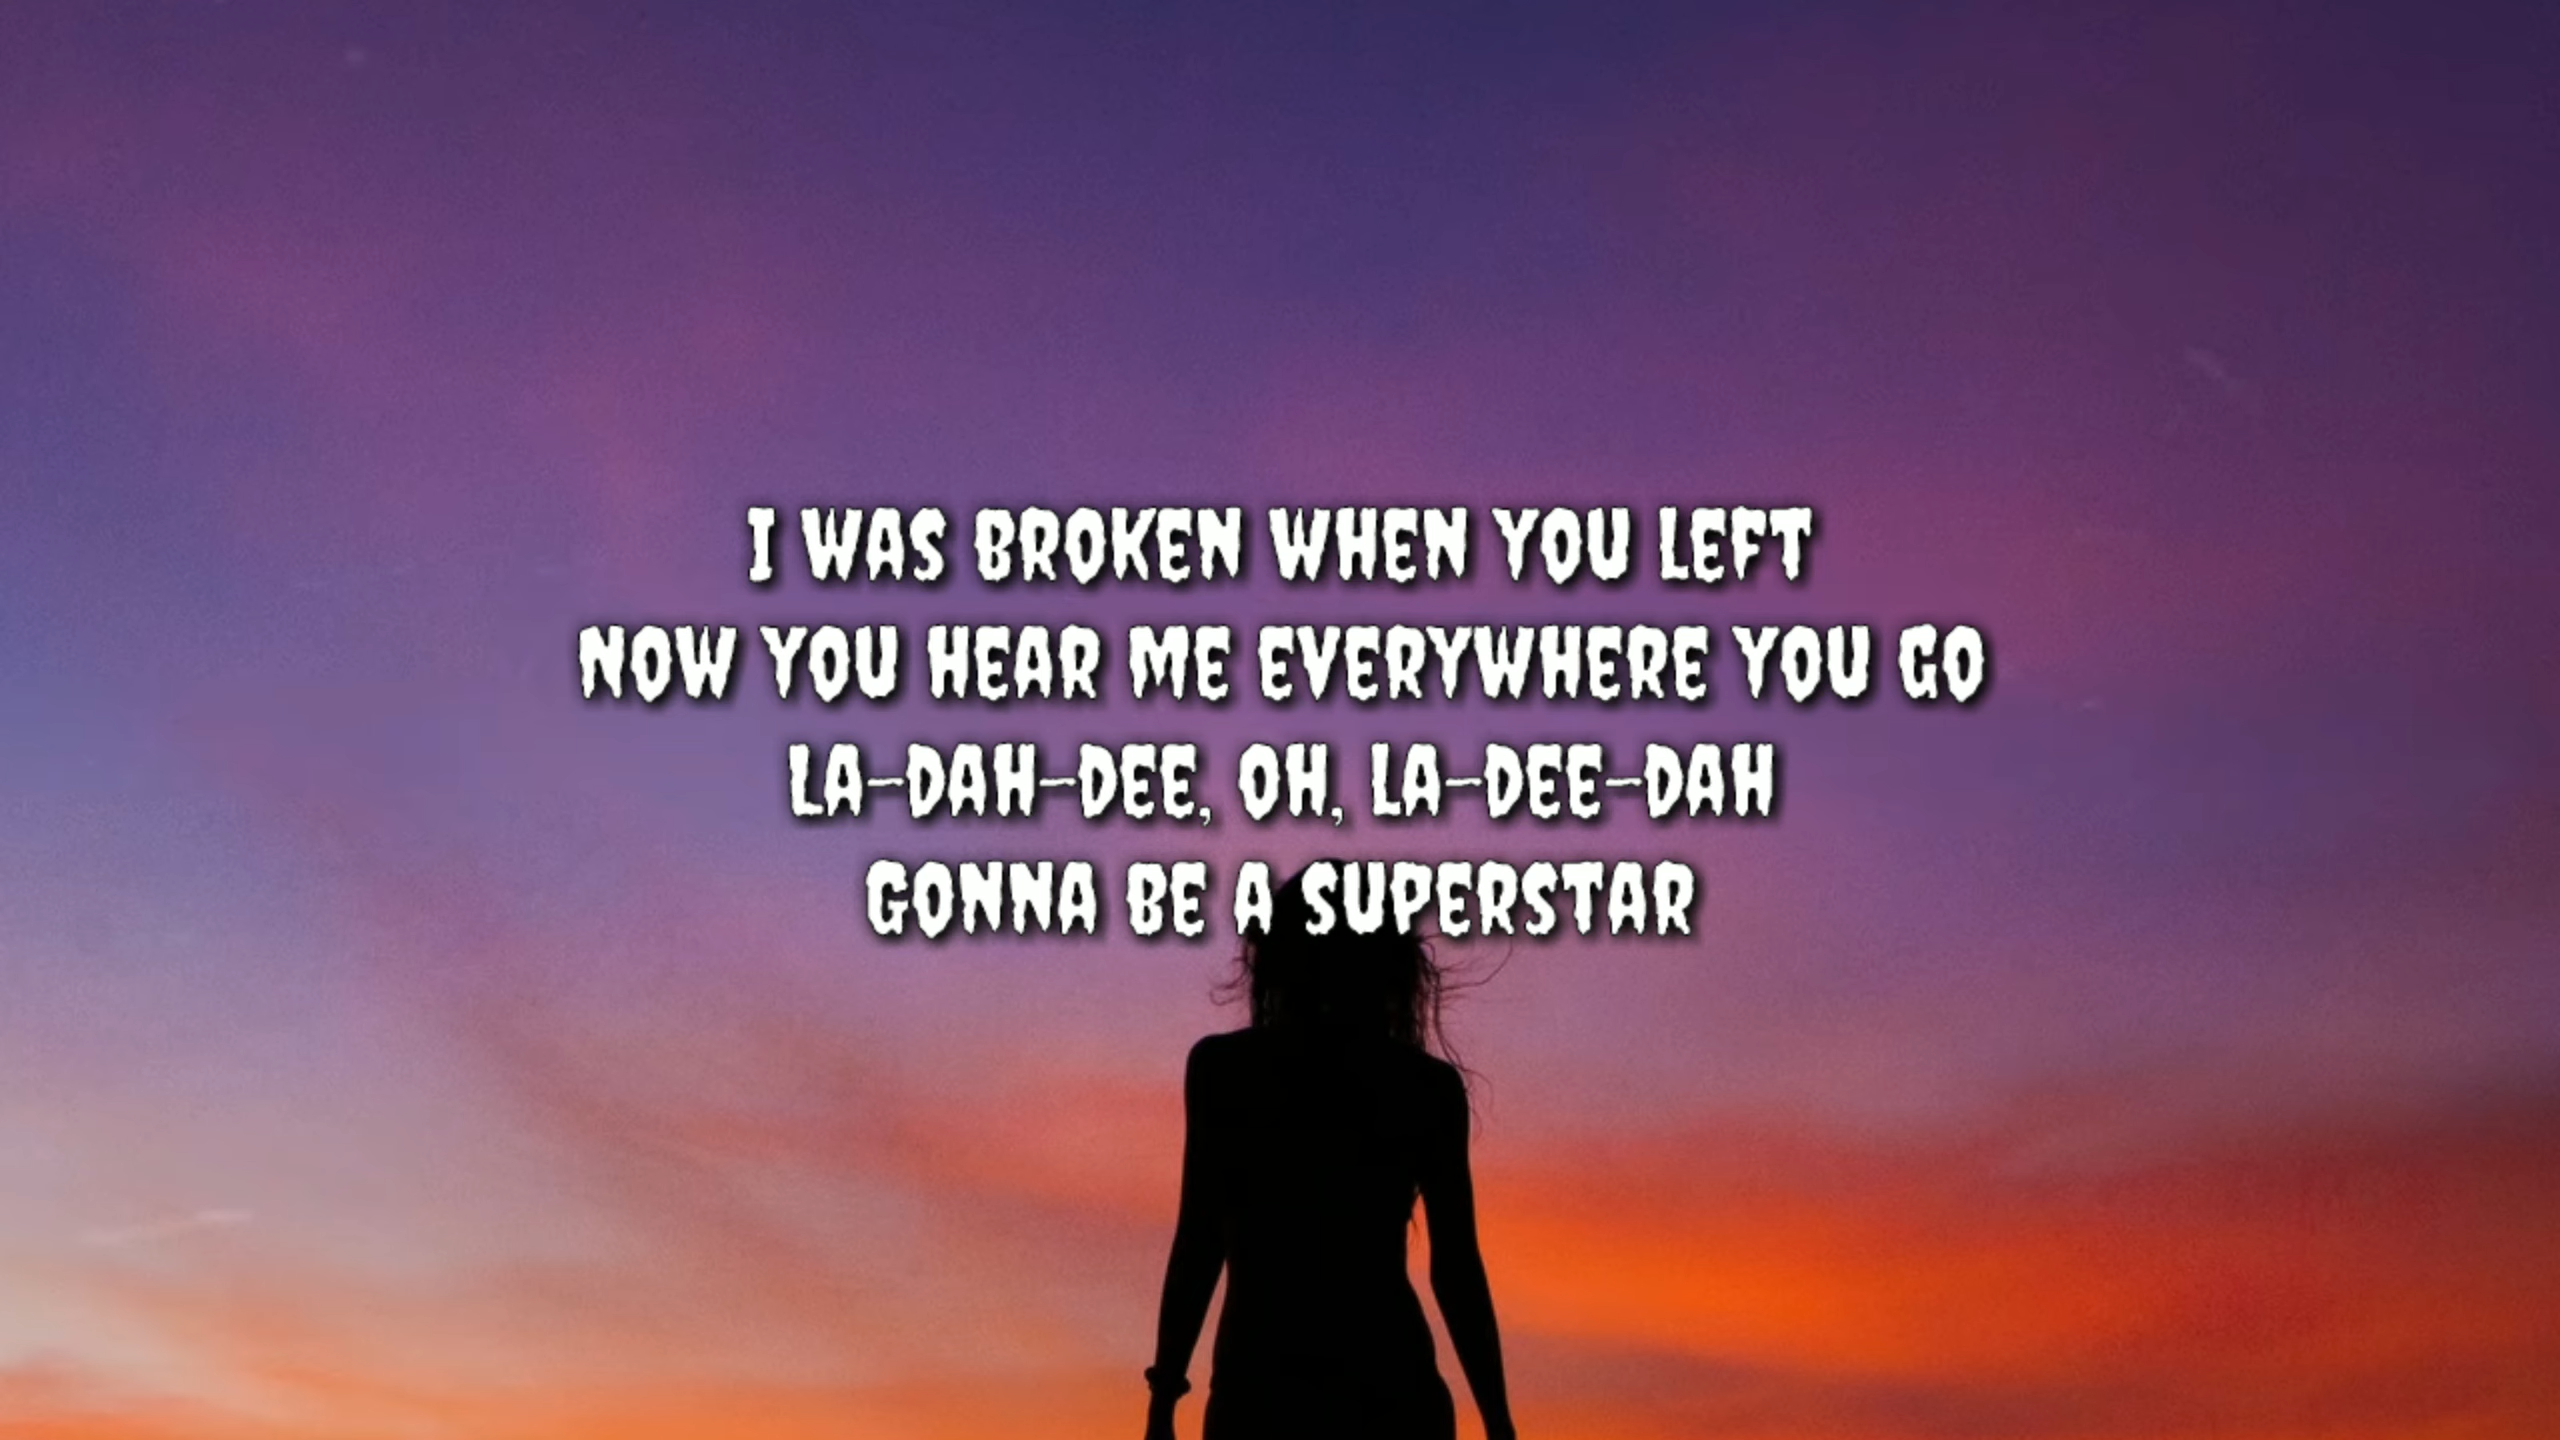 I WAS BROKEN WHEN YOU LEFT
NOW YOU HEAR ME EVERYWHERE YOU GO
LA-DAH-DEE, OH, LA-DEE-DAH
GONNA BE A SUPERSTAR